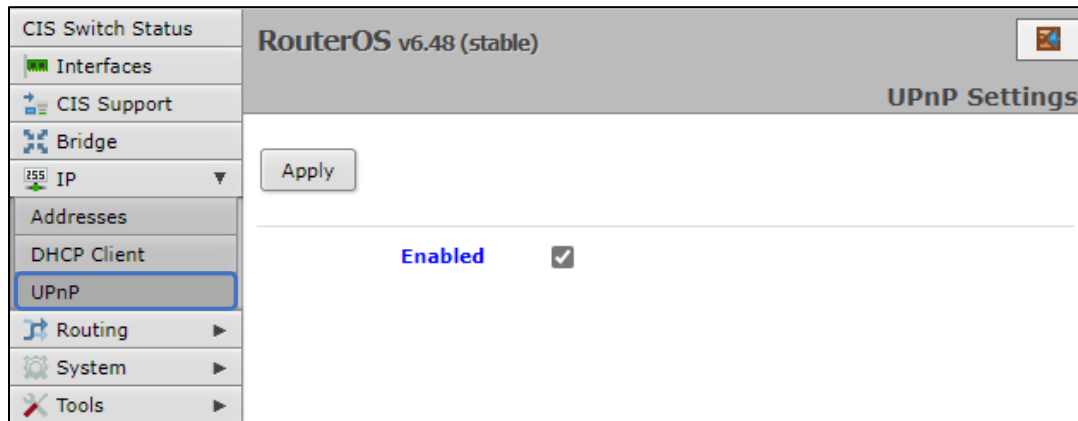 CIS Switch Status
Interfaces
CIS Support
Bridge
255 IP
Addresses
DHCP Client
UPnP
Routing
System
Tools
RouterOS v6.48 (stable)
UPnP Settings
Apply
Enabled